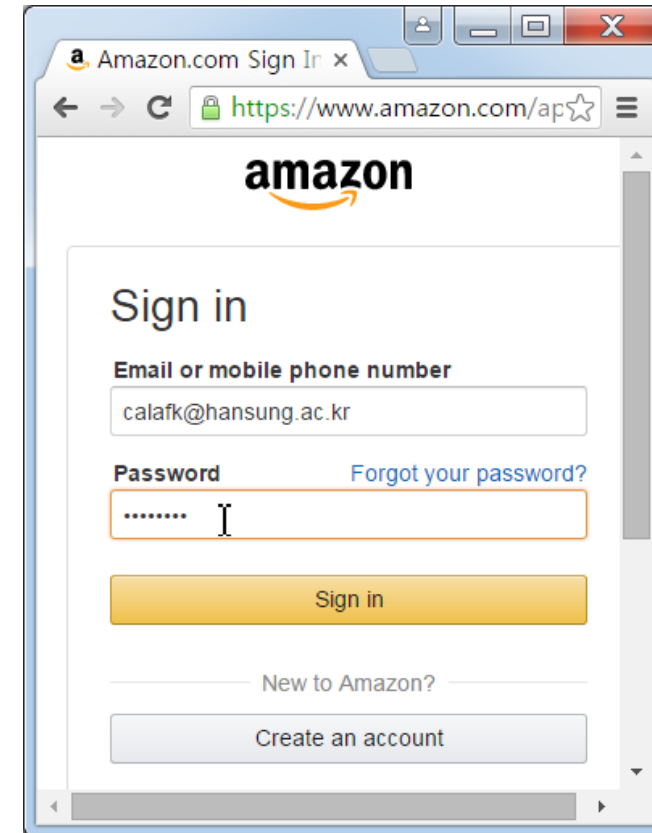 Amazon.com Sign In
https://www.amazon.com/ap
amazon
Sign in
Email or mobile phone number
calafk@hansung.ac.kr
Password Forgot your password?
••••••••
Sign in
New to Amazon?
Create an account